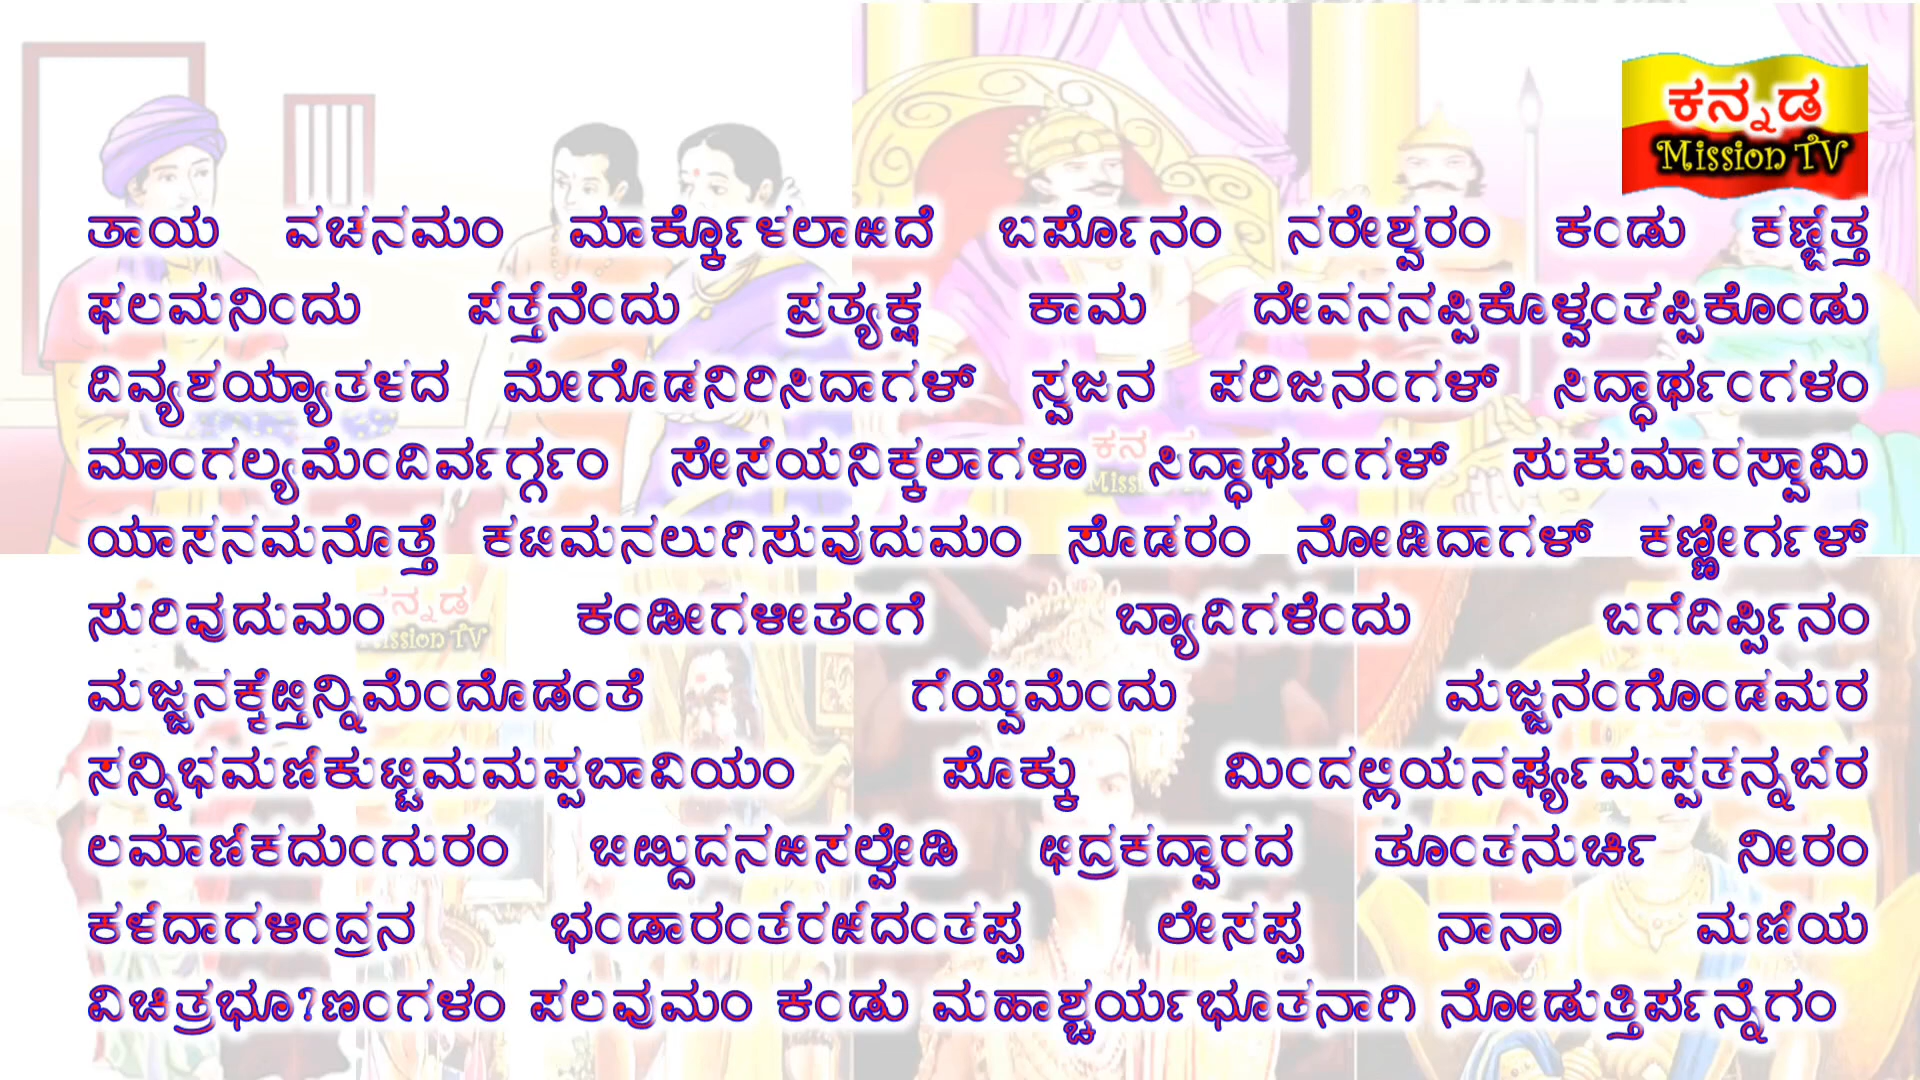 ಕನ್ನಡ
Mission TV
ತಾಯ ವಚನಮಂ ಮಾರ್ಕ್ಕೊಳಲಾಱದೆ ಬರ್ಪೊನಂ ನರೇಶ್ವರಂ ಕಂಡು ಕಣ್ಬೆತ್ತ
ಫಲಮನಿಂದು ಪೆತ್ತೆನೆಂದು ಪ್ರತ್ಯಕ್ಷ ಕಾಮ ದೇವನನಪ್ಪಿಕೊಳ್ವಂತಪ್ಪಿಕೊಂಡು
ದಿವ್ಯಶಯ್ಯಾತಳದ ಮೇಗೊಡನಿರಿಸಿದಾಗಳ್ ಸ್ವಜನ ಪರಿಜನಂಗಳ್ ಸಿದ್ಧಾರ್ಥಂಗಳಂ
ಮಾಂಗಲ್ಯಮೆಂದಿರ್ವರ್ಗ್ಗಂ ಸೇಸೆಯನಿಕ್ಕಲಾಗಳಾ ಸಿದ್ಧಾರ್ಥಂಗಳ್ ಸುಕುಮಾರಸ್ವಾಮಿ
ಯಾಸನಮನೊತ್ತೆ ಕಟಿಮನಲುಗಿಸುವುದುಮಂ ಸೊಡರಂ ನೋಡಿದಾಗಳ್ ಕಣ್ಣೀರ್ಗಳ್
ಸುರಿವುದುಮಂ ಕಂಡೀಗಳೀತಂಗೆ ಬ್ಯಾದಿಗಳೆಂದು ಬಗೆದಿರ್ಪ್ಪಿನಂ
ಮಜ್ಜನಕ್ಕೆೞ್ತನ್ನಿಮೆಂದೊಡಂತೆ ಗೆಯ್ವೆಮೆಂದು ಮಜ್ಜನಂಗೊಂಡಮರ
ಸನ್ನಿಭಮಣಿಕುಟ್ಟಿಮಮಪ್ಪಬಾವಿಯಂ ಪೊಕ್ಕು ಮಿಂದಲ್ಲಿಯನರ್ಘ್ಯಮಪ್ಪತನ್ನಬೆರ
ಲಮಾಣಿಕದುಂಗುರಂ ಬಿೞ್ದುದನಱಸಲ್ವೇಡಿ ಛಿದ್ರಕದ್ವಾರದ ತೂಂತನುರ್ಚಿ ನೀರಂ
ಕಳೆದಾಗಳಿಂದ್ರನ ಭಂಡಾರಂತೆರಱೆದಂತಪ್ಪ ಲೇಸಪ್ಪ ನಾನಾ ಮಣಿಯ
ವಿಚಿತ್ರಭೂ?ಣಂಗಳಂ ಪಲವುಮಂ ಕಂಡು ಮಹಾಶ್ಚರ್ಯಭೂತನಾಗಿ ನೋಡುತ್ತಿರ್ಪನ್ನೆಗಂ